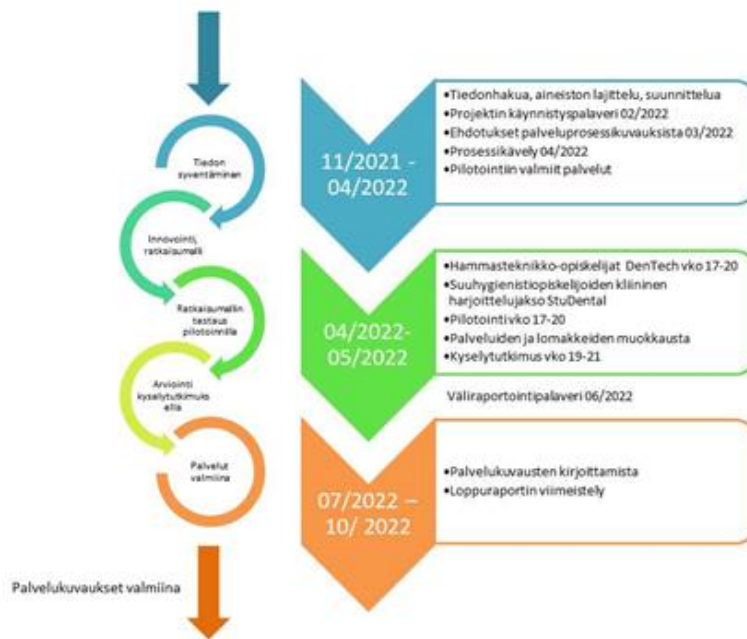 Tiedon
syventäminen
Innovointi,
ratkaisumalli
Ratkaisumallin
testaus
pilotoinnilla
Arviointi
kyselytutkimuks
ella
Palvelut
valmiina
Palvelukuvaukset valmiina
11/2021 -
04/2022
•Tiedonhakua, aineiston lajittelu, suunnittelua
•Projektin käynnistyspalaveri 02/2022
•Ehdotukset palveluprosessikuvauksista 03/2022
•Prosessikävely 04/2022
•Pilotointiin valmiit palvelut
04/2022-
05/2022
•Hammasteknikko-opiskelijat DenTech vko 17-20
•Suuhygienistiopiskelijoiden kliininen
harjoittelujakso StuDental
•Pilotointi vko 17-20
•Palveluiden ja lomakkeiden muokkausta
•Kyselytutkimus vko 19-21
Väliraportointipalaveri 06/2022
07/2022 –
10/ 2022
•Palvelukuvausten kirjoittamista
•Loppuraportin viimeistely